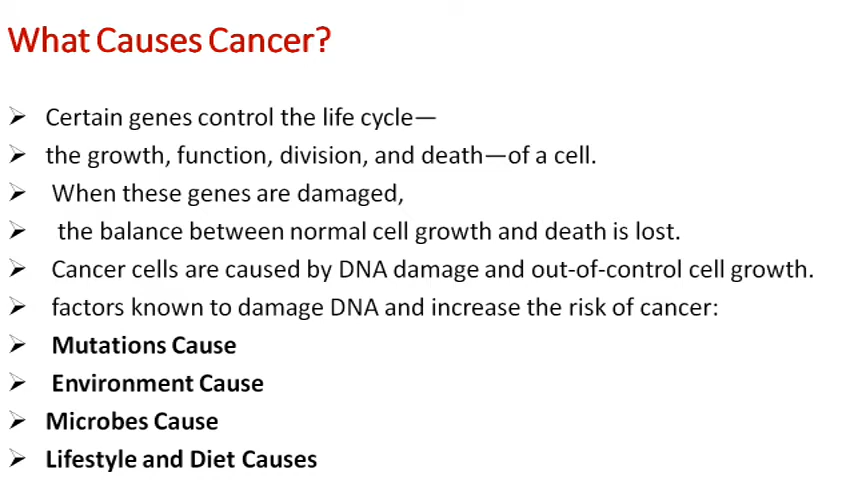 What Causes Cancer?
➢ Certain genes control the life cycle—
➢ the growth, function, division, and death—of a cell.
➢ When these genes are damaged,
➢ the balance between normal cell growth and death is lost.
➢ Cancer cells are caused by DNA damage and out-of-control cell growth.
➢ factors known to damage DNA and increase the risk of cancer:
➢ Mutations Cause
➢ Environment Cause
➢ Microbes Cause
➢ Lifestyle and Diet Causes